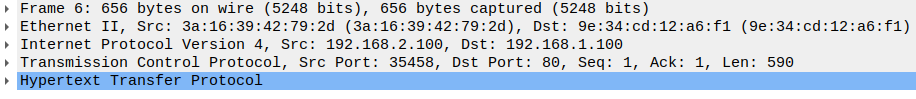 Frame 6: 656 bytes on wire (5248 bits), 656 bytes captured (5248 bits)
Ethernet II, Src: 3a:16:39:42:79:2d (3a:16:39:42:79:2d), Dst: 9e:34:cd:12:a6:f1 (9e:34:cd:12:a6:f1)
Internet Protocol Version 4, Src: 192.168.2.100, Dst: 192.168.1.100
Transmission Control Protocol, Src Port: 35458, Dst Port: 80, Seq: 1, Ack: 1, Len: 590
Hypertext Transfer Protocol